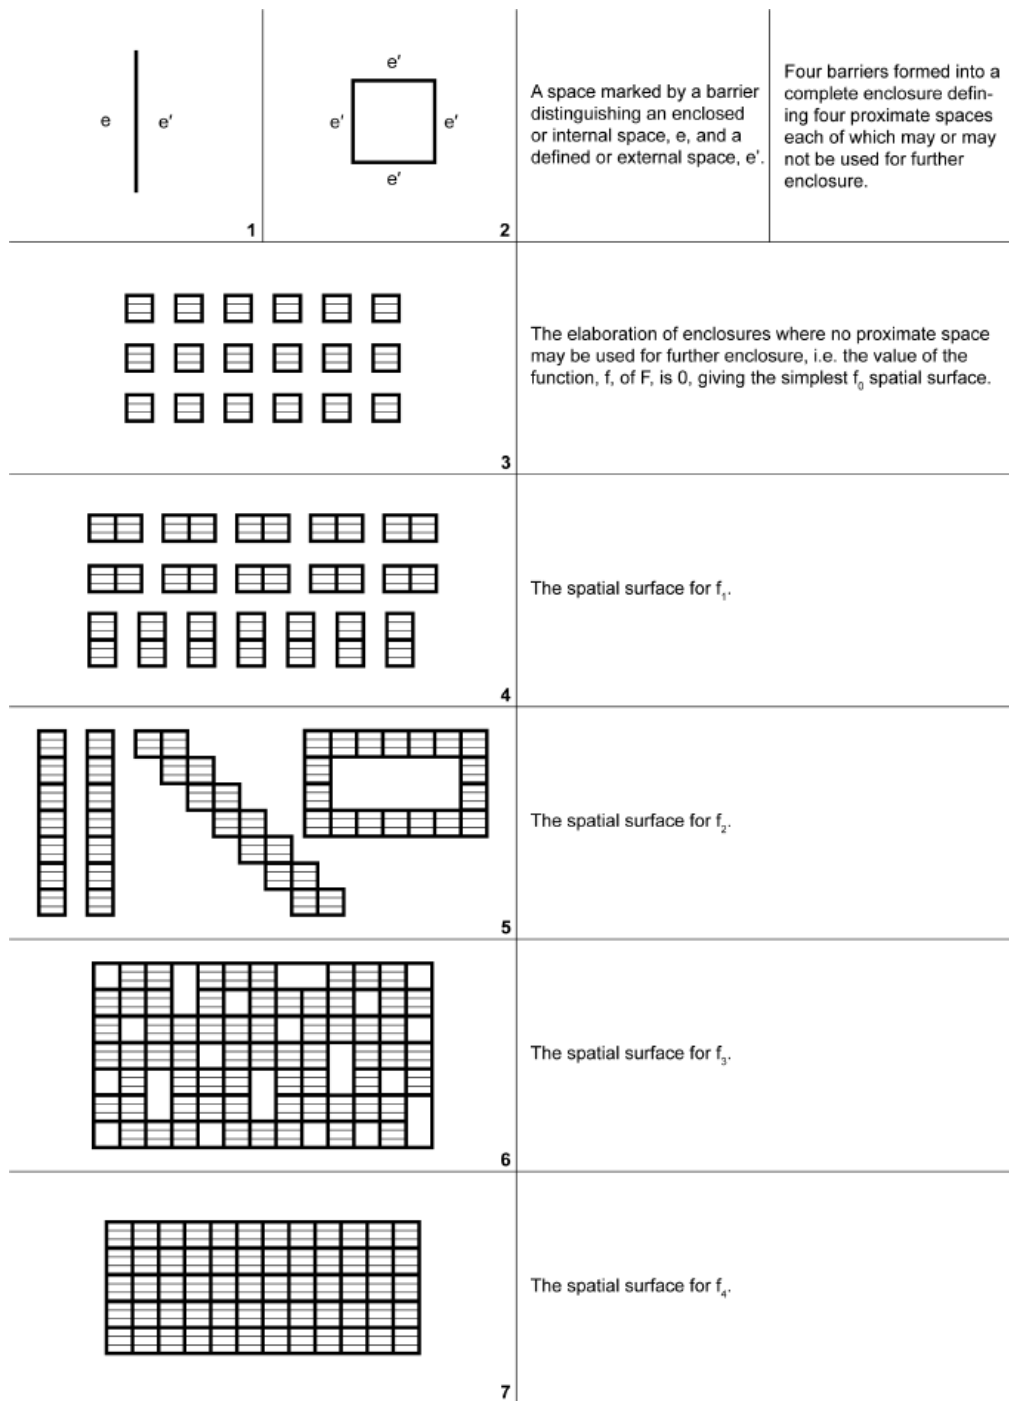 e
e′
1
e′
e′
e′
e′
2
A space marked by a barrier
distinguishing an enclosed
or internal space, e, and a
defined or external space, e'.
Four barriers formed into a
complete enclosure defin-
ing four proximate spaces
each of which may or may
not be used for further
enclosure.
3
The elaboration of enclosures where no proximate space
may be used for further enclosure, i.e. the value of the
function, f, of F, is 0, giving the simplest f₀ spatial surface.
4
The spatial surface for f₁.
5
The spatial surface for f₂.
6
The spatial surface for f₃.
7
The spatial surface for f₄.